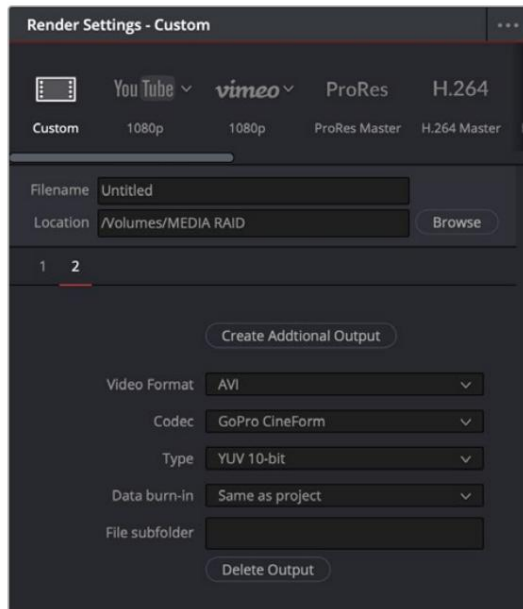 Render Settings - Custom
YouTube vimeo ProRes H.264
Custom 1080p 1080p ProRes Master H.264 Master
Filename Untitled
Location /Volumes/MEDIA RAID Browse
1 2
Create Addtional Output
Video Format AVI
Codec GoPro CineForm
Type YUV 10-bit
Data burn-in Same as project
File subfolder
Delete Output